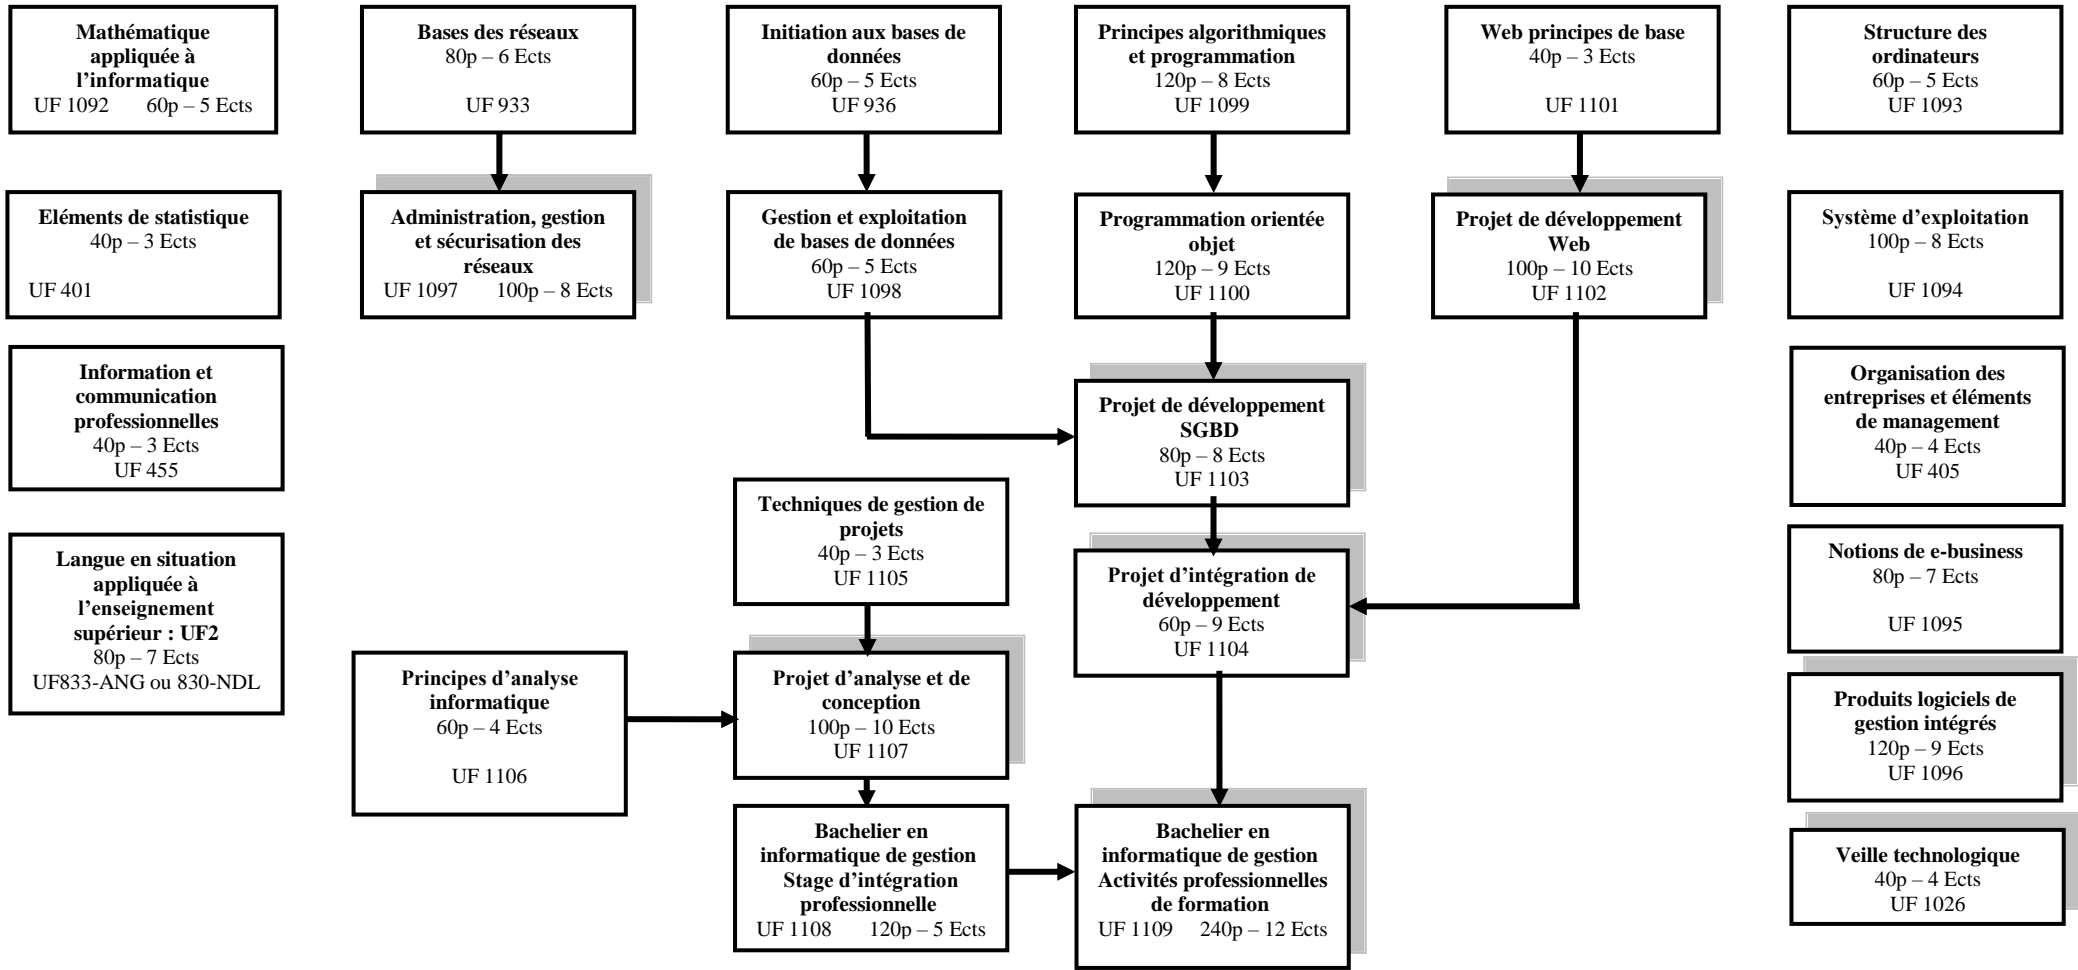 Mathématique
appliquée à
l’informatique
UF 1092 60p – 5 Ects
Bases des réseaux
80p – 6 Ects
UF 933
Initiation aux bases de
données
60p – 5 Ects
UF 936
Principes algorithmiques
et programmation
120p – 8 Ects
UF 1099
Web principes de base
40p – 3 Ects
UF 1101
Structure des
ordinateurs
60p – 5 Ects
UF 1093
Eléments de statistique
40p – 3 Ects
UF 401
Administration, gestion
et sécurisation des
réseaux
UF 1097 100p – 8 Ects
Gestion et exploitation
de bases de données
60p – 5 Ects
UF 1098
Programmation orientée
objet
120p – 9 Ects
UF 1100
Projet de développement
Web
100p – 10 Ects
UF 1102
Système d’exploitation
100p – 8 Ects
UF 1094
Information et
communication
professionnelles
40p – 3 Ects
UF 455
Projet de développement
SGBD
80p – 8 Ects
UF 1103
Organisation des
entreprises et éléments
de management
40p – 4 Ects
UF 405
Techniques de gestion de
projets
40p – 3 Ects
UF 1105
Langue en situation
appliquée à
l’enseignement
supérieur : UF2
80p – 7 Ects
UF833-ANG ou 830-NDL
Projet d’intégration de
développement
60p – 9 Ects
UF 1104
Notions de e-business
80p – 7 Ects
UF 1095
Principes d’analyse
informatique
60p – 4 Ects
UF 1106
Projet d’analyse et de
conception
100p – 10 Ects
UF 1107
Produits logiciels de
gestion intégrés
120p – 9 Ects
UF 1096
Bachelier en
informatique de gestion
Stage d’intégration
professionnelle
UF 1108 120p – 5 Ects
Bachelier en
informatique de gestion
Activités professionnelles
de formation
UF 1109 240p – 12 Ects
Veille technologique
40p – 4 Ects
UF 1026